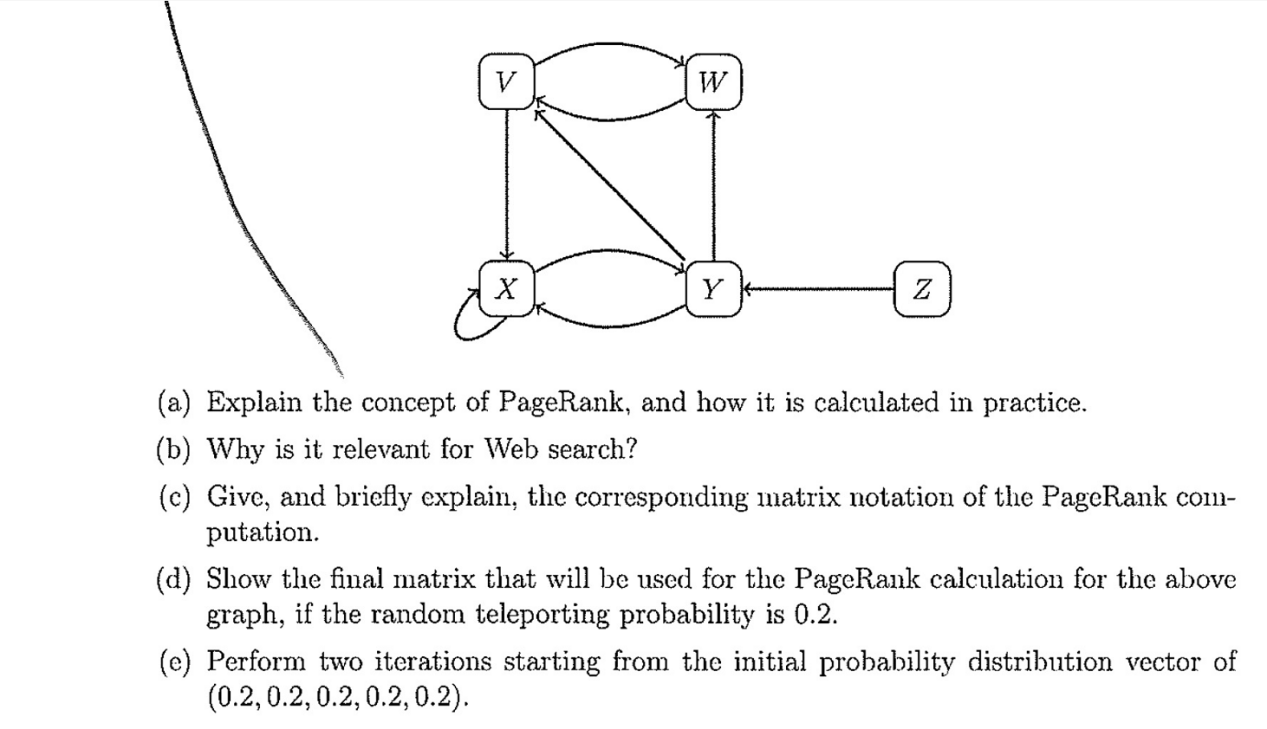 V W
X Y Z
(a) Explain the concept of PageRank, and how it is calculated in practice.
(b) Why is it relevant for Web search?
(c) Give, and briefly explain, the corresponding matrix notation of the PageRank com-
putation.
(d) Show the final matrix that will be used for the PageRank calculation for the above
graph, if the random teleporting probability is 0.2.
(e) Perform two iterations starting from the initial probability distribution vector of
(0.2, 0.2, 0.2, 0.2, 0.2).